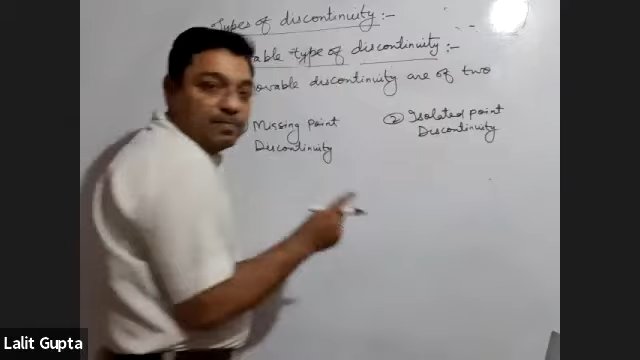 Types of discontinuity :-
able type of discontinuity :-
ovable discontinuity are of two
Missing point
Discontinuity
② Isolated point
Discontinuity
Lalit Gupta